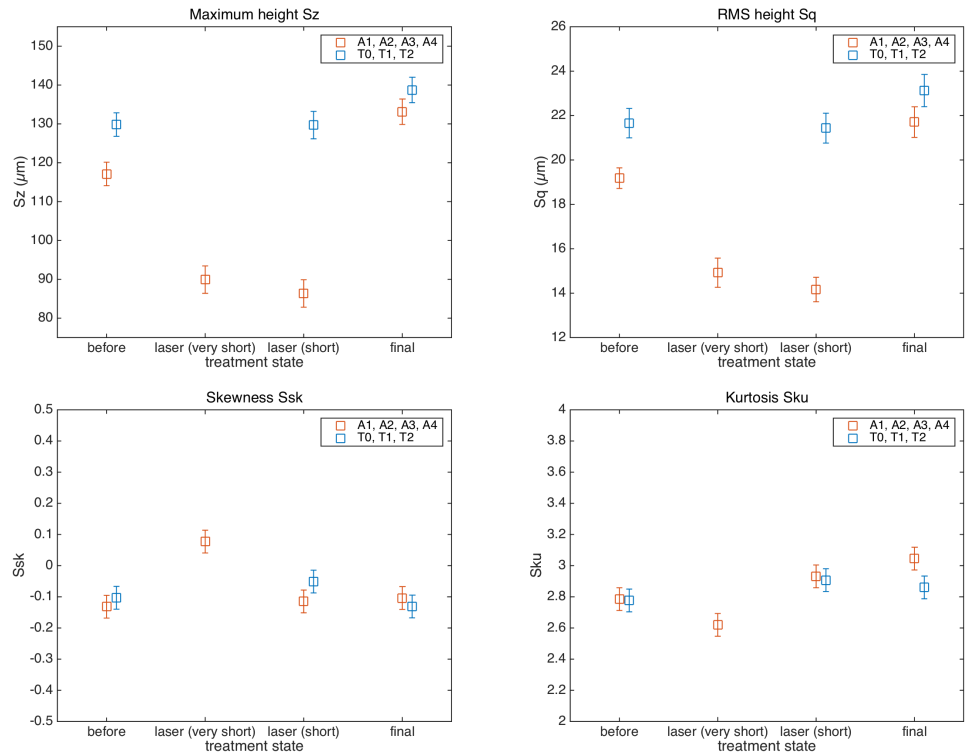 Maximum height Sz
150
140
130
120
110
100
90
80
Sz (μm)
A1, A2, A3, A4
T0, T1, T2
before
laser (very short)
laser (short)
final
treatment state
RMS height Sq
26
24
22
20
18
16
14
12
Sq (μm)
A1, A2, A3, A4
T0, T1, T2
before
laser (very short)
laser (short)
final
treatment state
Skewness Ssk
0.5
0.4
0.3
0.2
0.1
0
-0.1
-0.2
-0.3
-0.4
-0.5
Ssk
A1, A2, A3, A4
T0, T1, T2
before
laser (very short)
laser (short)
final
treatment state
Kurtosis Sku
4
3.8
3.6
3.4
3.2
3
2.8
2.6
2.4
2.2
2
Sku
A1, A2, A3, A4
T0, T1, T2
before
laser (very short)
laser (short)
final
treatment state